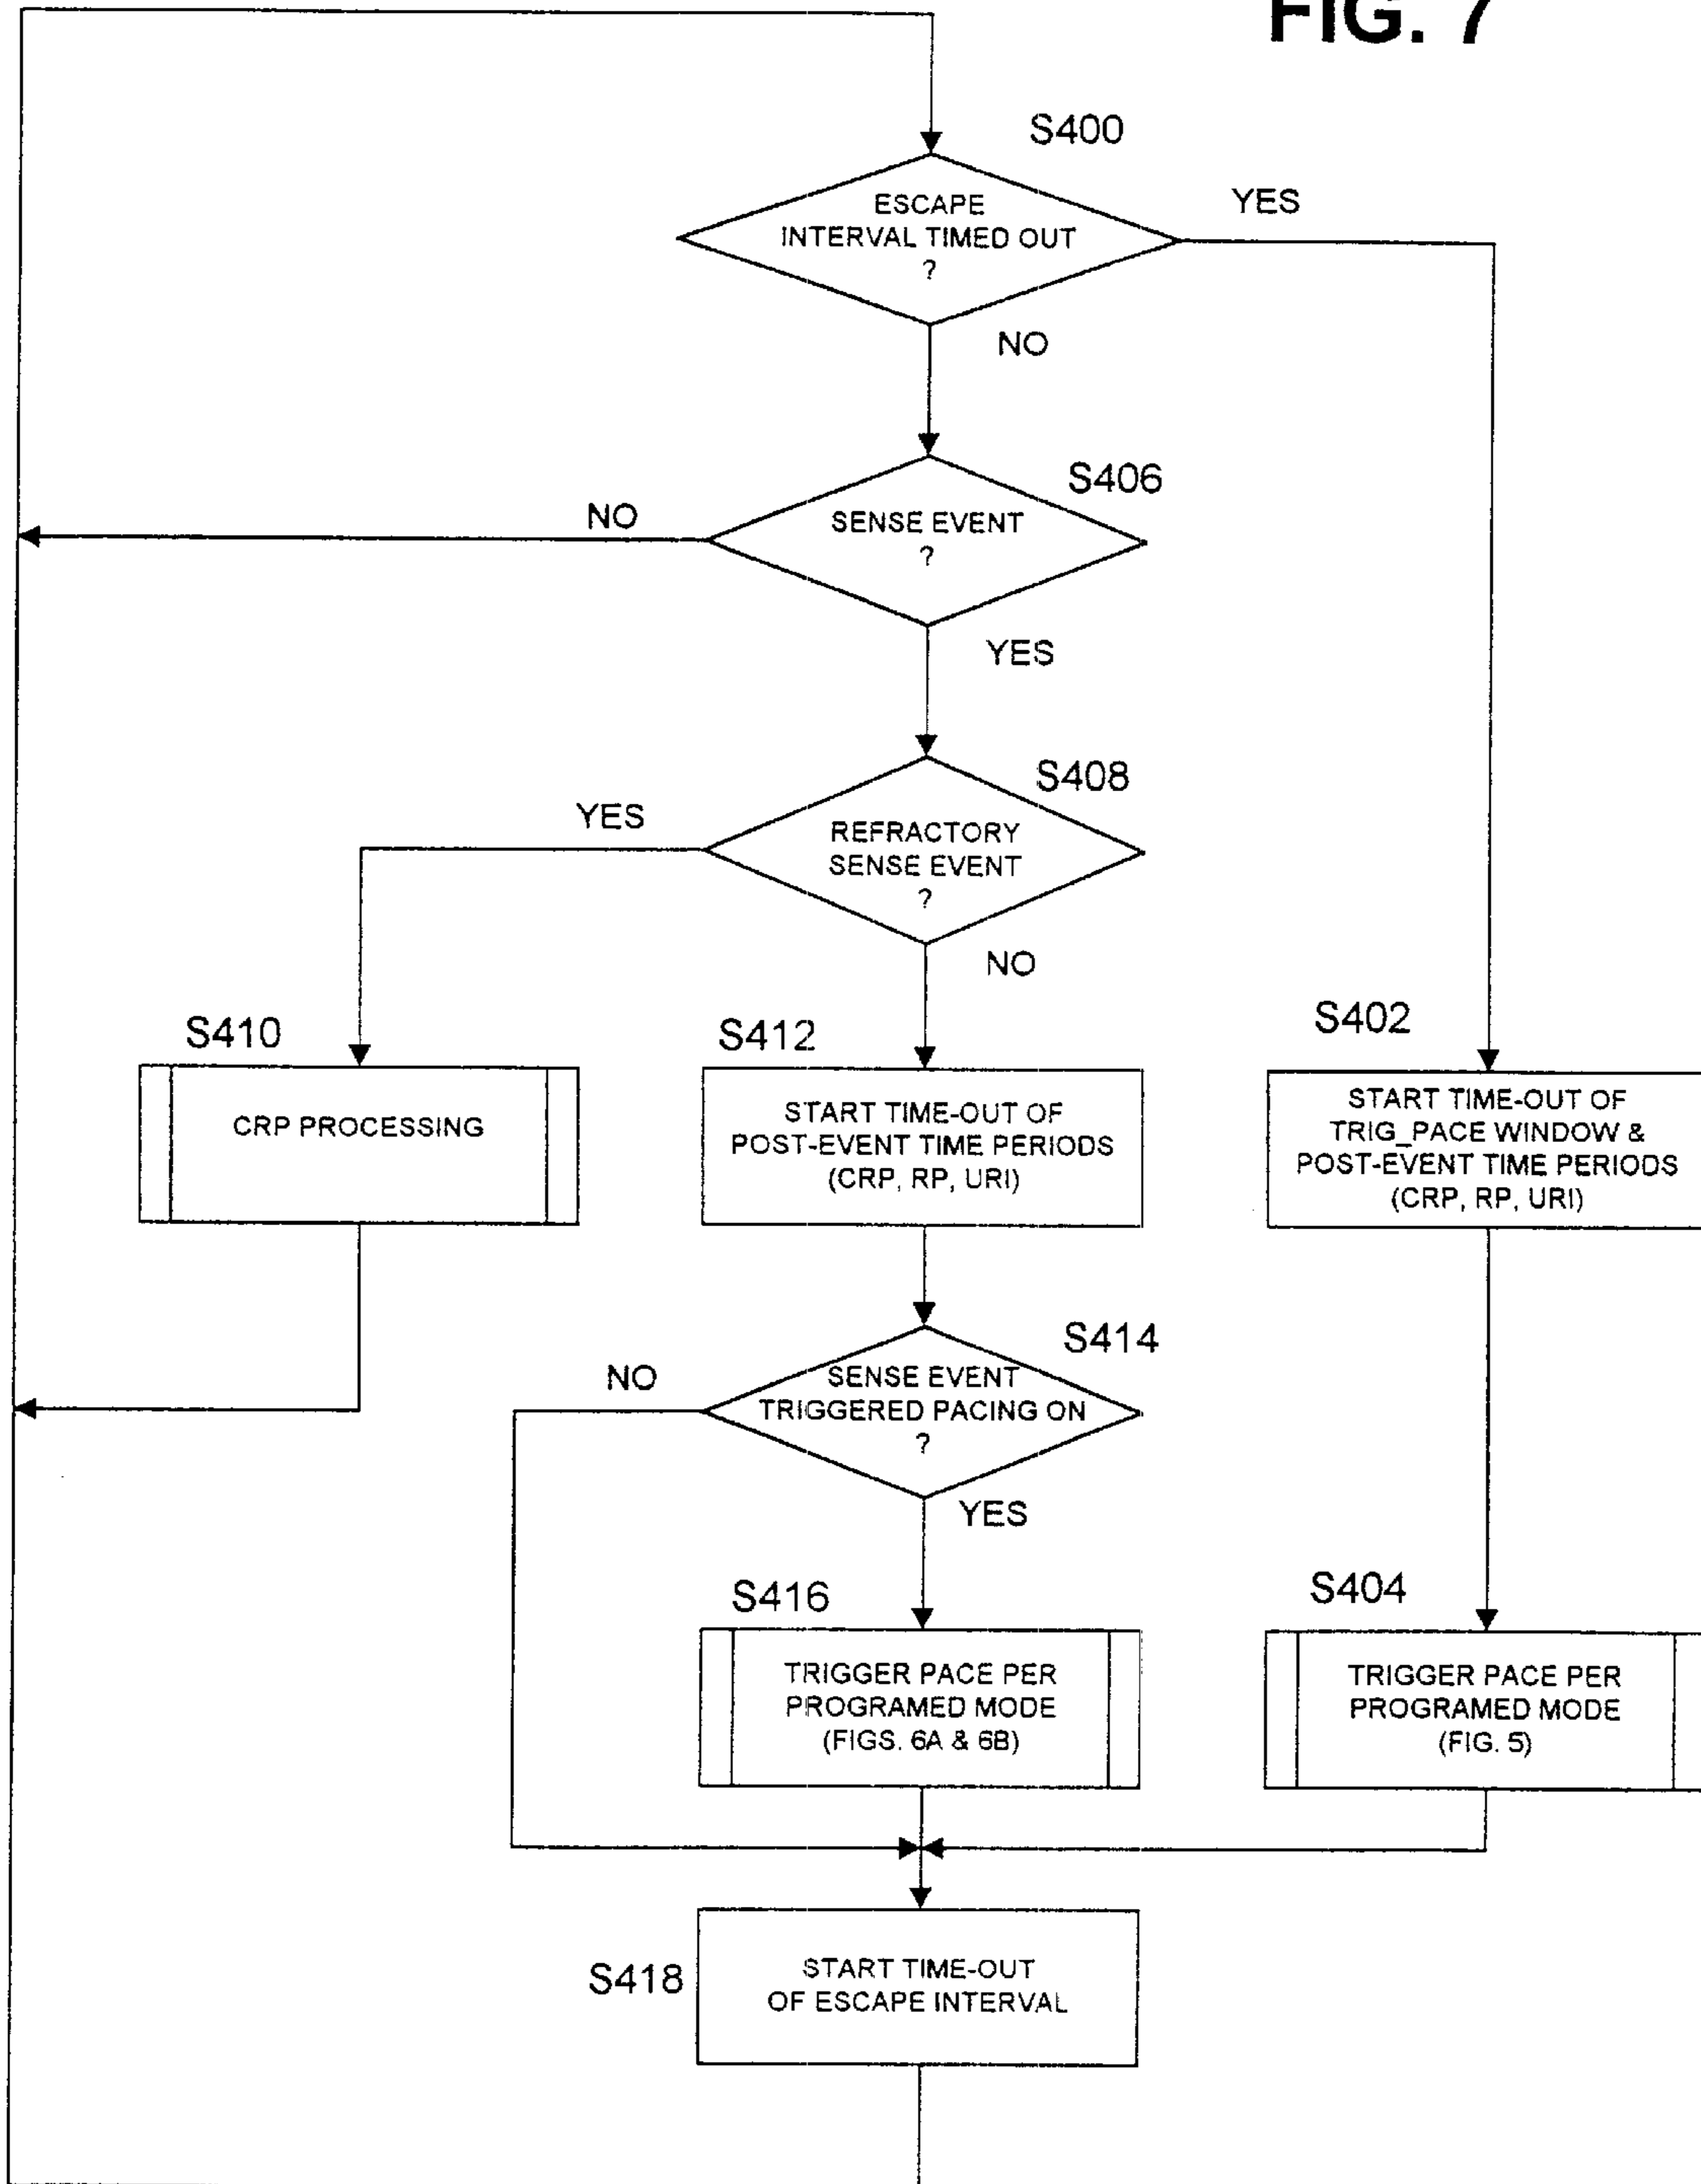 FIG. 7
S400
ESCAPE
INTERVAL TIMED OUT
?
YES
NO
S406
SENSE EVENT
?
NO
YES
S408
REFRACTORY
SENSE EVENT
?
YES
NO
S410
CRP PROCESSING
S412
START TIME-OUT OF
POST-EVENT TIME PERIODS
(CRP, RP, URI)
S402
START TIME-OUT OF
TRIG_PACE WINDOW &
POST-EVENT TIME PERIODS
(CRP, RP, URI)
S414
SENSE EVENT
TRIGGERED PACING ON
?
NO
YES
S416
TRIGGER PACE PER
PROGRAMED MODE
(FIGS. 6A & 6B)
S404
TRIGGER PACE PER
PROGRAMED MODE
(FIG. 5)
S418
START TIME-OUT
OF ESCAPE INTERVAL